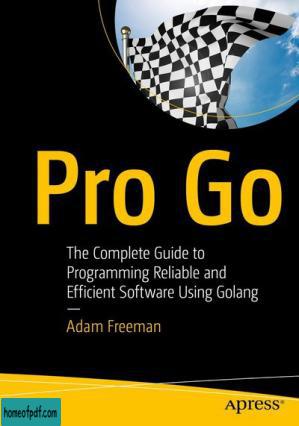 Pro Go
The Complete Guide to
Programming Reliable and
Efficient Software Using Golang
—
Adam Freeman
Apress®
homeofpdf.com